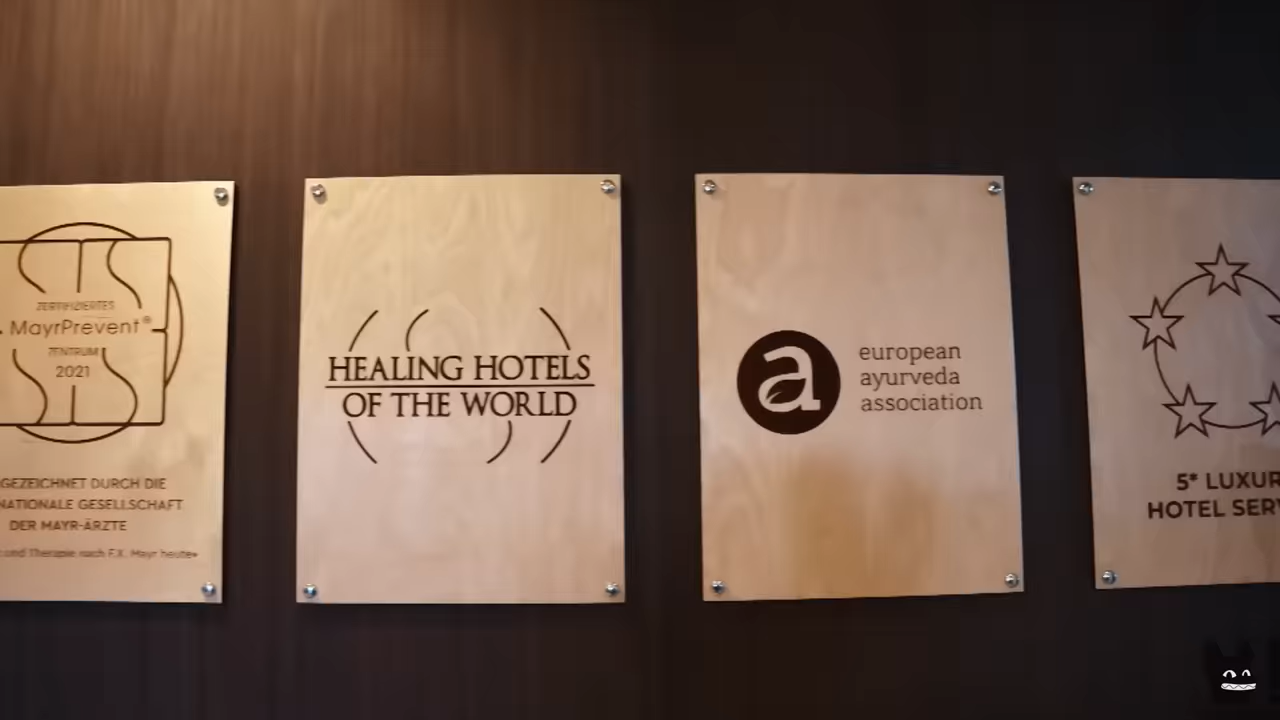 ZERTIFIZIERTES
MayrPrevent®
ZENTRUM
2021
GEZEICHNET DURCH DIE
NATIONALE GESELLSCHAFT
DER MAYR-ÄRZTE
und Therapie nach F.X. Mayr heute»
HEALING HOTELS
OF THE WORLD
a
european
ayurveda
association
5* LUXUR
HOTEL SER